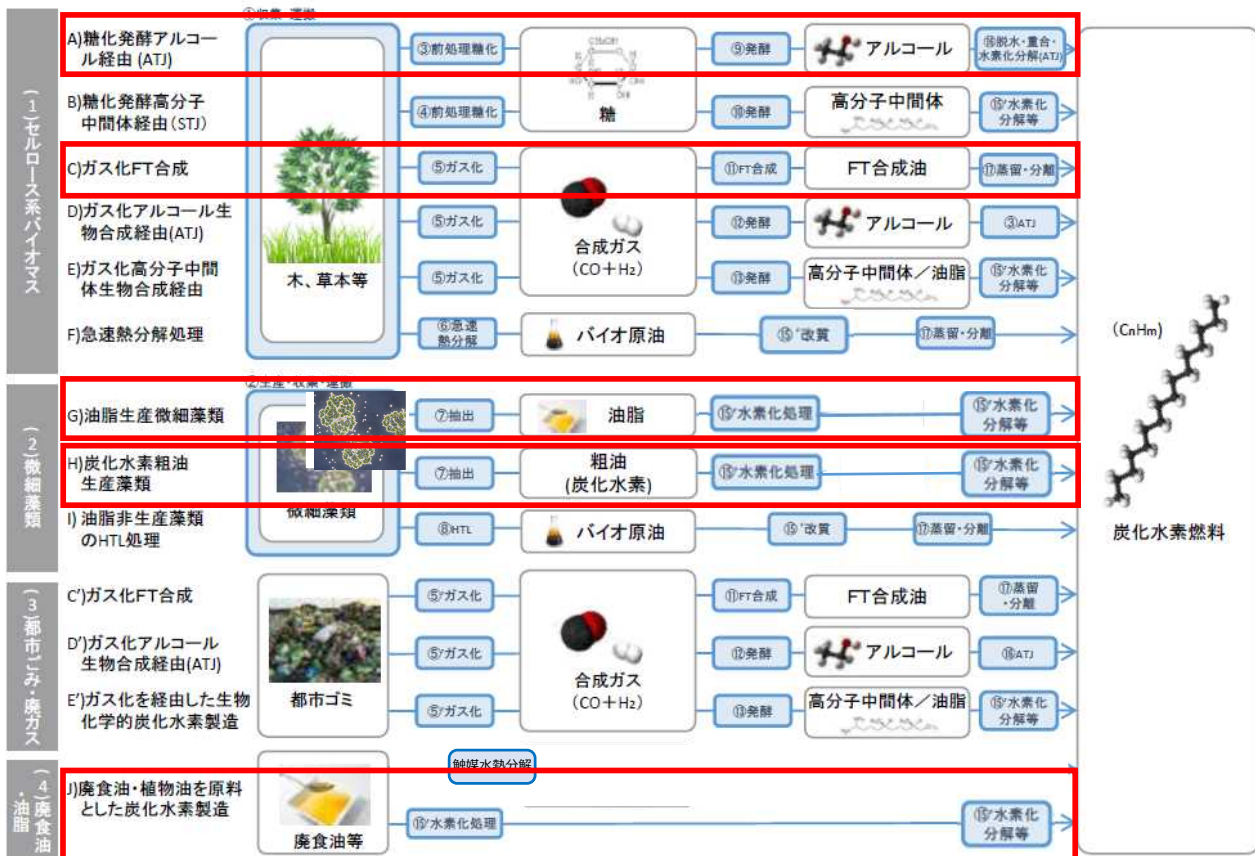 ①収集・運搬
(1)セルロース系バイオマス
A)糖化発酵アルコー
ル経由(ATJ)
③前処理糖化
糖
⑨発酵
アルコール
⑯脱水・重合・
水素化分解(ATJ)
B)糖化発酵高分子
中間体経由(STJ)
④前処理糖化
⑩発酵
高分子中間体
⑮'水素化
分解等
C)ガス化FT合成
⑤ガス化
⑪FT合成
FT合成油
⑰蒸留・分離
D)ガス化アルコール生
物合成経由(ATJ)
⑤ガス化
合成ガス
(CO+H₂)
⑫発酵
アルコール
③ATJ
E)ガス化高分子中間
体生物合成経由
⑤ガス化
⑬発酵
高分子中間体/油脂
⑮'水素化
分解等
木、草本等
F)急速熱分解処理
⑥急速
熱分解
バイオ原油
⑮"改質
⑰蒸留・分離
(CnHm)
炭化水素燃料
②生産・収集・運搬
(2)微細藻類
G)油脂生産微細藻類
⑦抽出
油脂
⑮'水素化処理
⑮'水素化
分解等
H)炭化水素粗油
生産藻類
⑦抽出
粗油
(炭化水素)
⑮'水素化処理
⑮'水素化
分解等
微細藻類
I)油脂非生産藻類
のHTL処理
⑧HTL
バイオ原油
⑮"改質
⑰蒸留・分離
(3)都市ごみ・廃ガス
C')ガス化FT合成
⑤'ガス化
⑪FT合成
FT合成油
⑰蒸留
・分離
D')ガス化アルコール
生物合成経由(ATJ)
⑤'ガス化
合成ガス
(CO+H₂)
⑫発酵
アルコール
⑯ATJ
E')ガス化を経由した生物
化学的炭化水素製造
都市ゴミ
⑤'ガス化
⑬発酵
高分子中間体/油脂
⑮'水素化
分解等
(4)廃食油
・油脂
触媒水熱分解
J)廃食油・植物油を原料
とした炭化水素製造
廃食油等
⑮'水素化処理
⑮'水素化
分解等